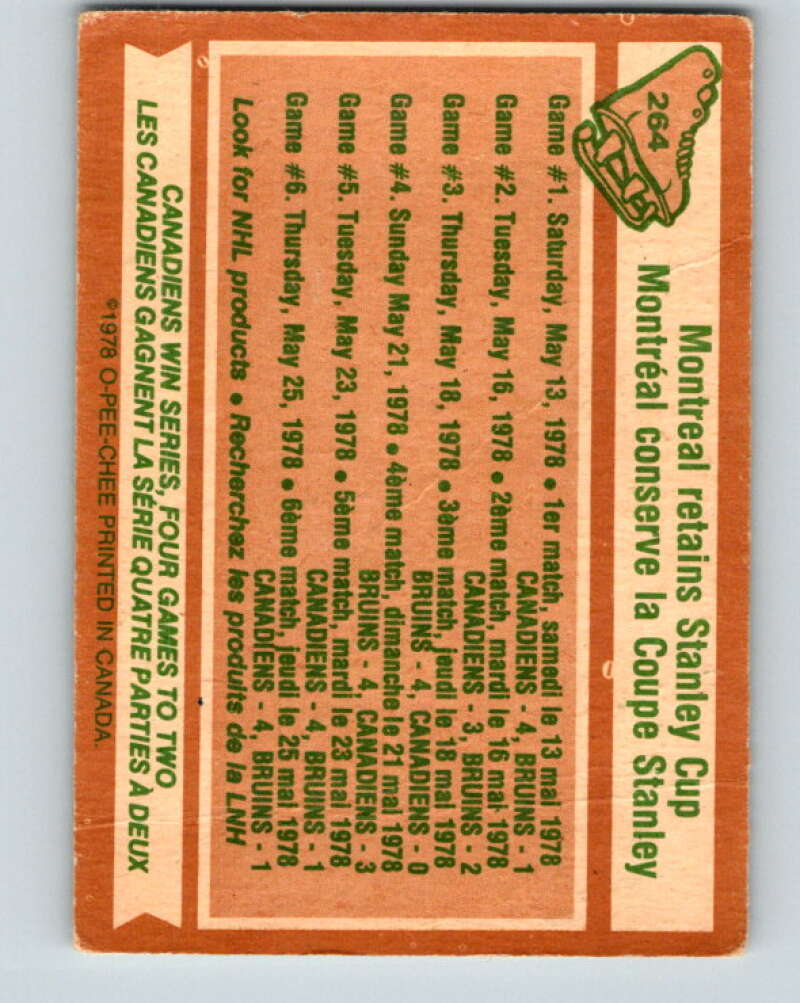 264
Montreal retains Stanley Cup
Montréal conserve la Coupe Stanley
Game #1. Saturday, May 13, 1978 • 1er match, samedi le 13 mai 1978
CANADIENS - 4, BRUINS - 1
Game #2. Tuesday, May 16, 1978 • 2ème match, mardi le 16 mai 1978
CANADIENS - 3, BRUINS - 2
Game #3. Thursday, May 18, 1978 • 3ème match, jeudi le 18 mai 1978
BRUINS - 4, CANADIENS - 0
Game #4. Sunday May 21, 1978 • 4ème match, dimanche le 21 mai 1978
BRUINS - 4, CANADIENS - 3
Game #5. Tuesday, May 23, 1978 • 5ème match, mardi le 23 mai 1978
CANADIENS - 4, BRUINS - 1
Game #6. Thursday, May 25, 1978 • 6ème match, jeudi le 25 mai 1978
CANADIENS - 4, BRUINS - 1
Look for NHL products • Recherchez les produits de la LNH
CANADIENS WIN SERIES, FOUR GAMES TO TWO
LES CANADIENS GAGNENT LA SÉRIE QUATRE PARTIES À DEUX
©1978 O-PEE-CHEE PRINTED IN CANADA.